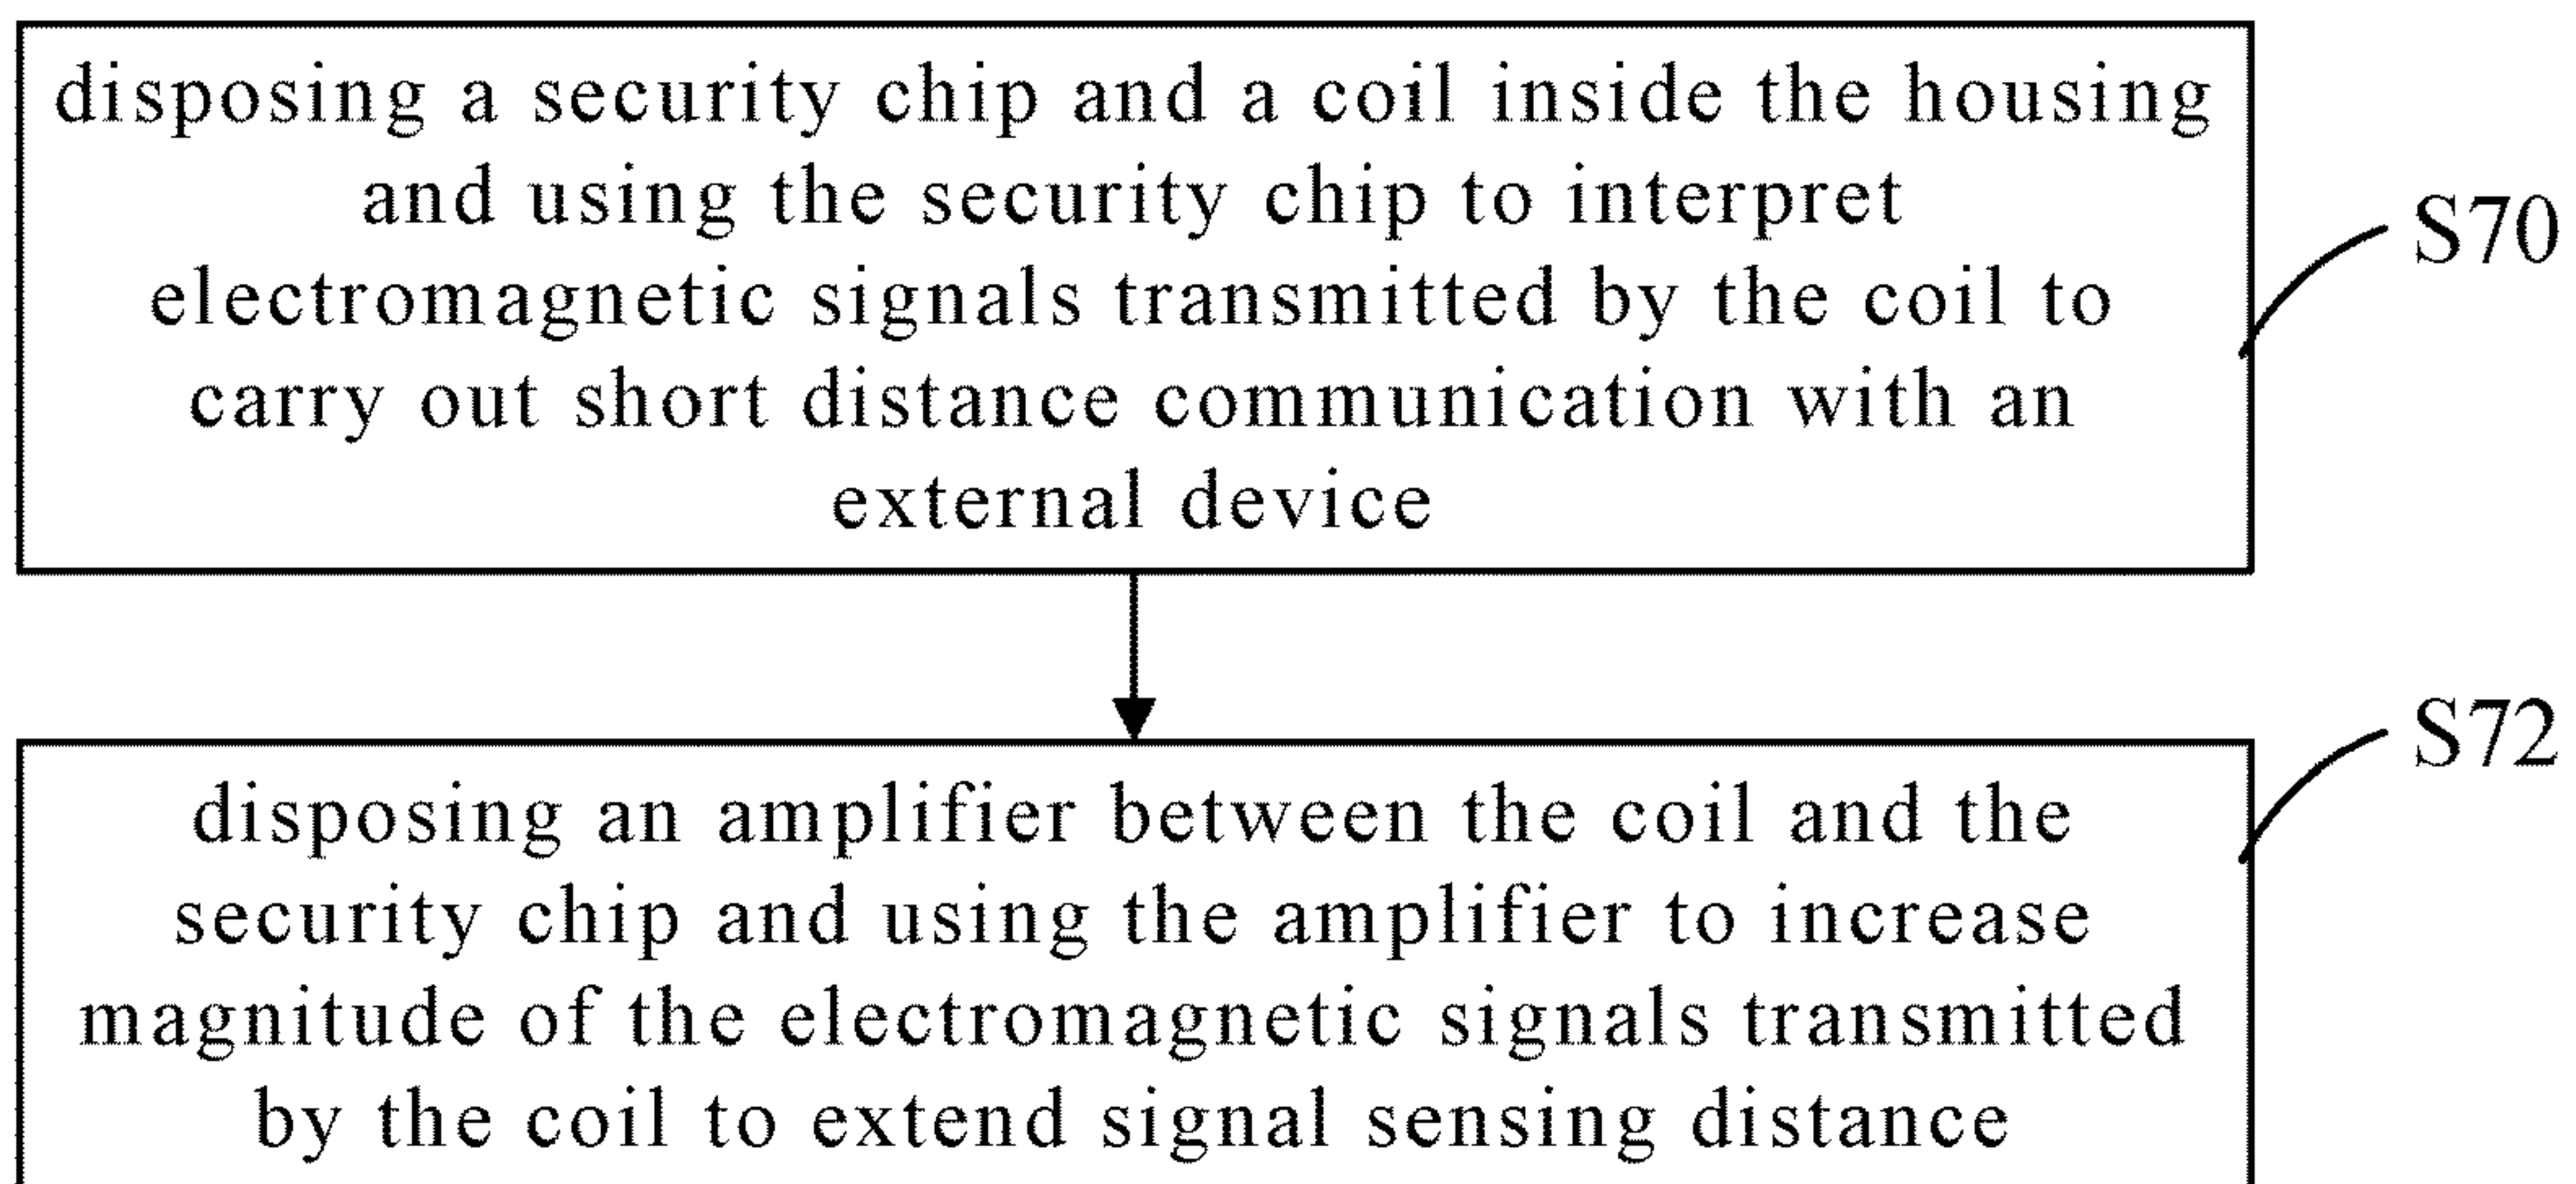 disposing a security chip and a coil inside the housing
and using the security chip to interpret
electromagnetic signals transmitted by the coil to
carry out short distance communication with an
external device
S70
S72
disposing an amplifier between the coil and the
security chip and using the amplifier to increase
magnitude of the electromagnetic signals transmitted
by the coil to extend signal sensing distance